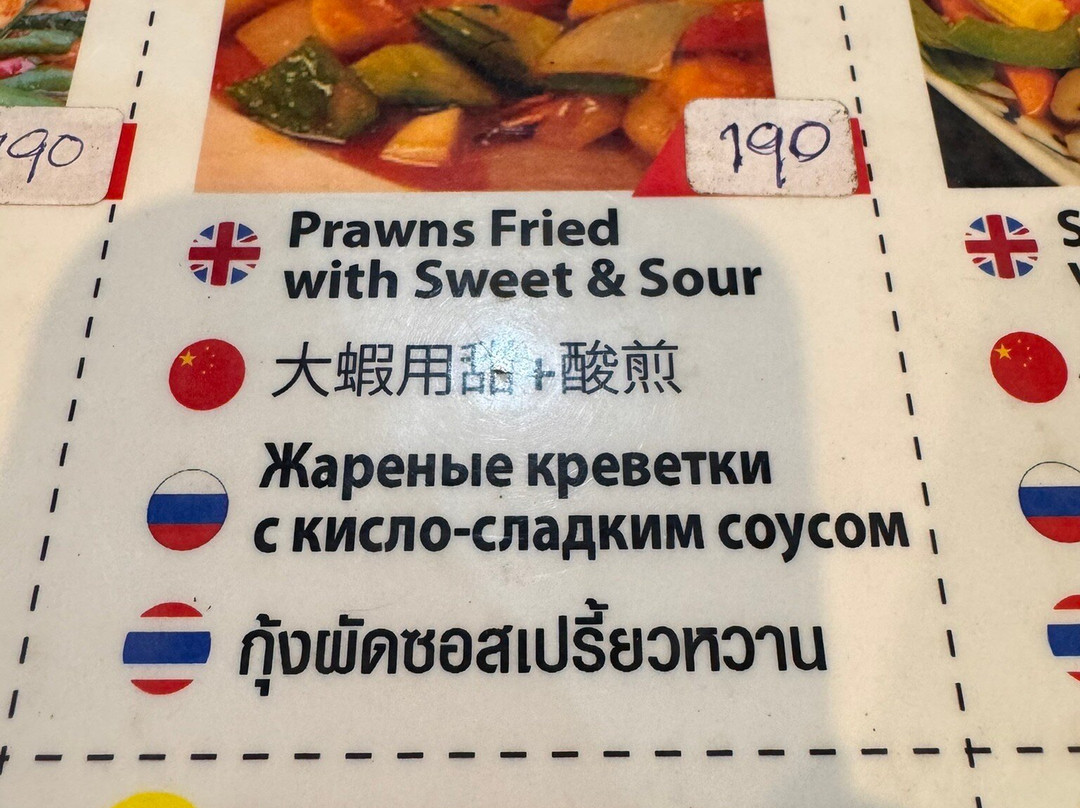 190
190
Prawns Fried
with Sweet & Sour
大蝦用甜+酸煎
Жареные креветки
с кисло-сладким соусом
กุ้งผัดซอสเปรี้ยวหวาน